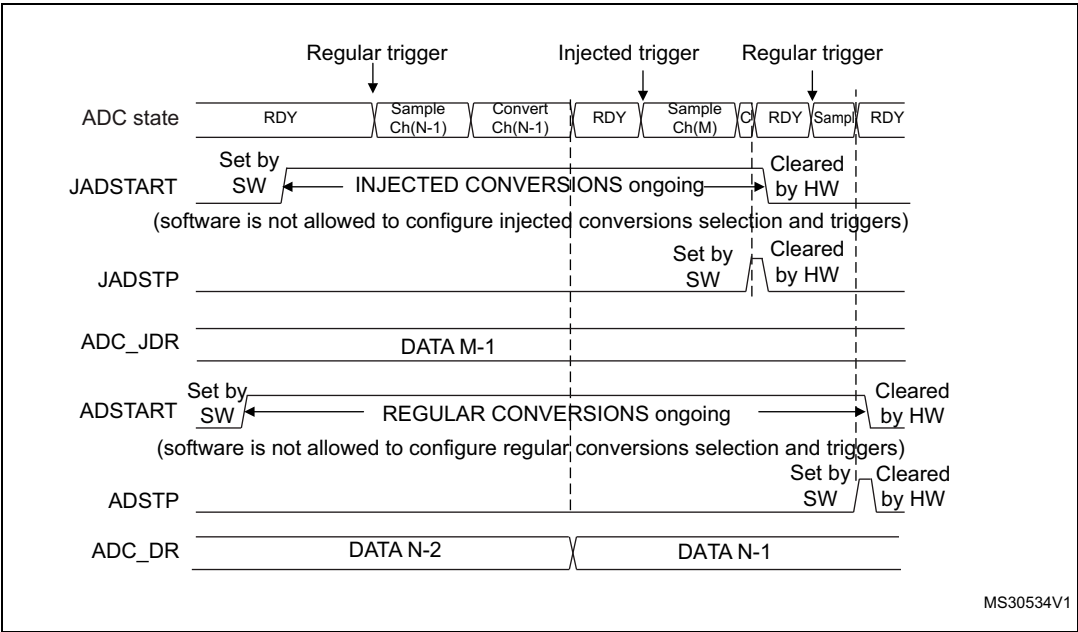 Regular trigger Injected trigger Regular trigger
ADC state RDY Sample Ch(N-1) Convert Ch(N-1) RDY Sample Ch(M) C RDY Sampl RDY
JADSTART Set by SW INJECTED CONVERSIONS ongoing Cleared by HW
(software is not allowed to configure injected conversions selection and triggers)
JADSTP Set by SW Cleared by HW
ADC_JDR DATA M-1
ADSTART Set by SW REGULAR CONVERSIONS ongoing Cleared by HW
(software is not allowed to configure regular conversions selection and triggers)
ADSTP Set by SW Cleared by HW
ADC_DR DATA N-2 DATA N-1
MS30534V1